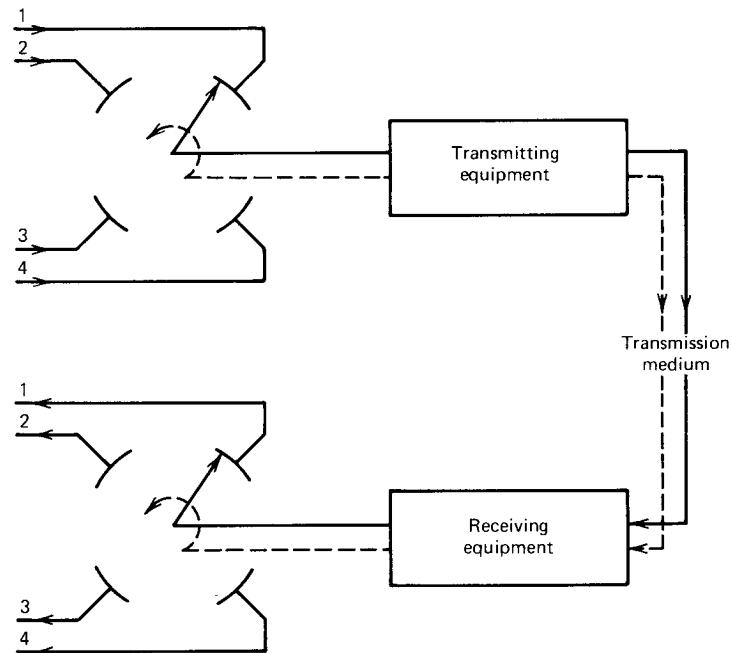 1
2
3
4
Transmitting
equipment
Transmission
medium
1
2
3
4
Receiving
equipment